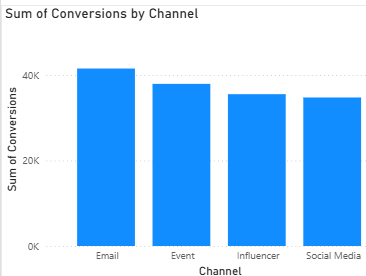 Sum of Conversions by Channel
Sum of Conversions
40K
20K
0K
Email Event Influencer Social Media
Channel